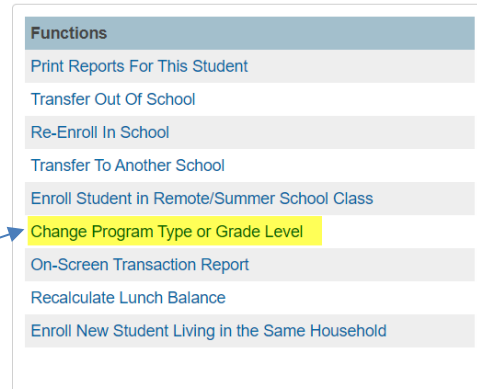 Functions
Print Reports For This Student
Transfer Out Of School
Re-Enroll In School
Transfer To Another School
Enroll Student in Remote/Summer School Class
Change Program Type or Grade Level
On-Screen Transaction Report
Recalculate Lunch Balance
Enroll New Student Living in the Same Household